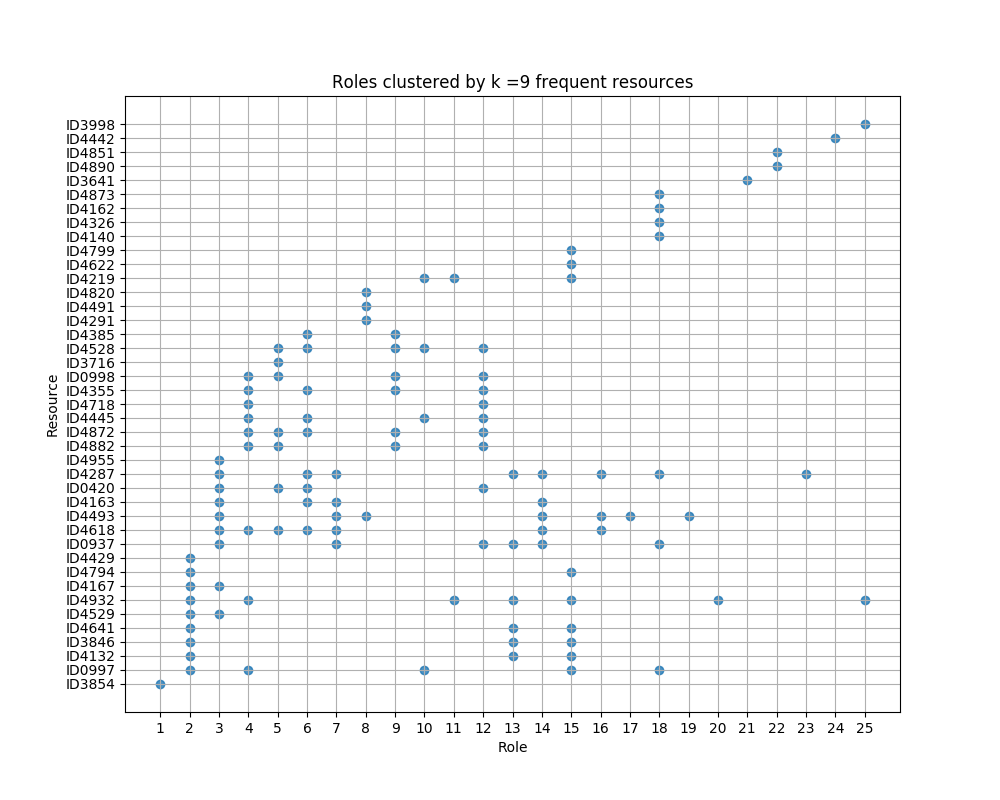 Roles clustered by k =9 frequent resources
ID3998
ID4442
ID4851
ID4890
ID3641
ID4873
ID4162
ID4326
ID4140
ID4799
ID4622
ID4219
ID4820
ID4491
ID4291
ID4385
ID4528
ID3716
ID0998
ID4355
ID4718
ID4445
ID4872
ID4882
ID4955
ID4287
ID0420
ID4163
ID4493
ID4618
ID0937
ID4429
ID4794
ID4167
ID4932
ID4529
ID4641
ID3846
ID4132
ID0997
ID3854
Resource
1 2 3 4 5 6 7 8 9 10 11 12 13 14 15 16 17 18 19 20 21 22 23 24 25
Role